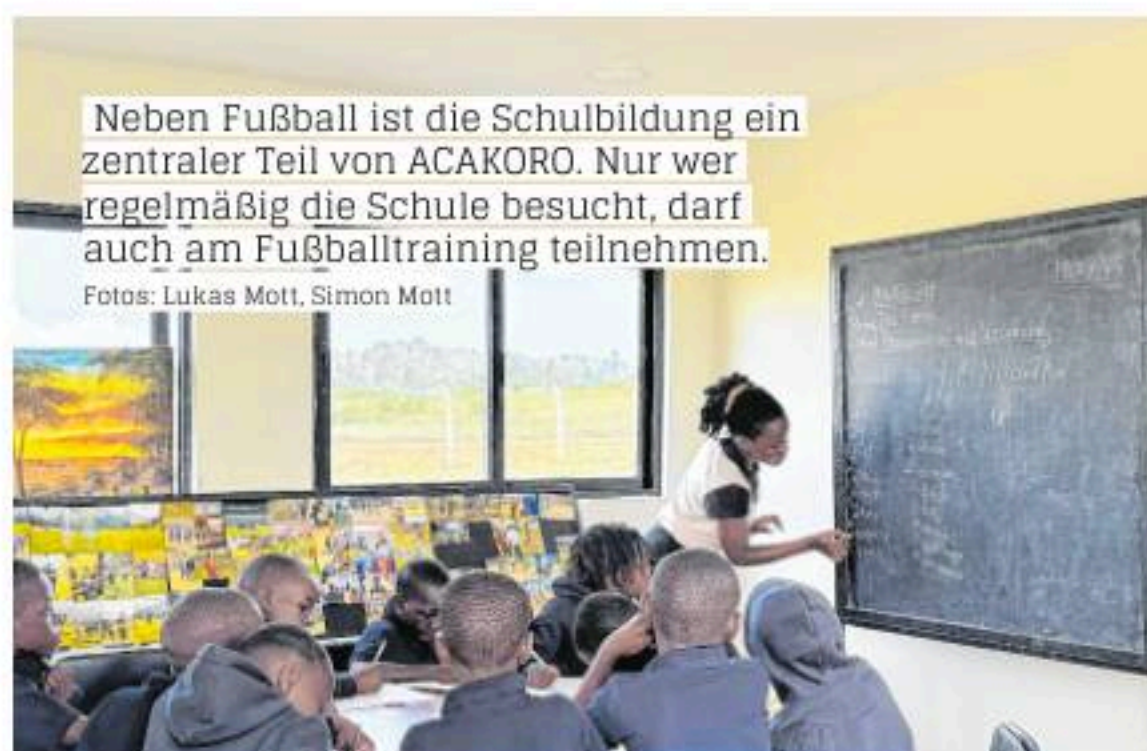 Neben Fußball ist die Schulbildung ein
zentraler Teil von ACAKORO. Nur wer
regelmäßig die Schule besucht, darf
auch am Fußballtraining teilnehmen.
Fotos: Lukas Mott, Simon Mott